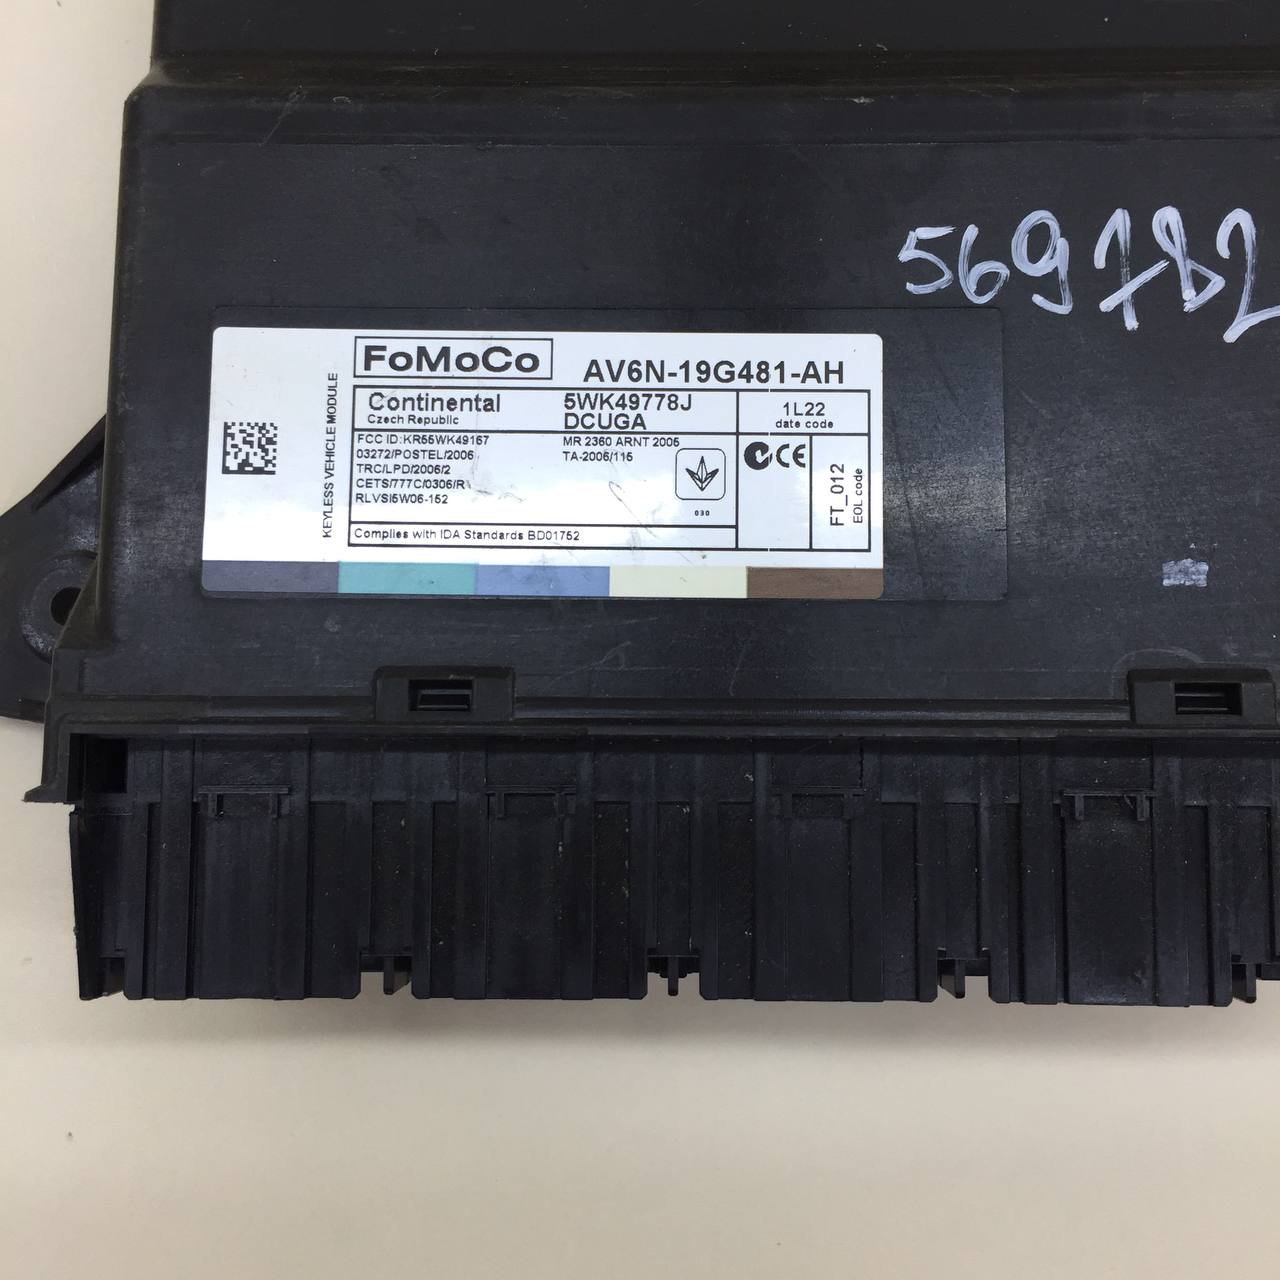 569782
FoMoCo
AV6N-19G481-AH
KEYLESS VEHICLE MODULE
Continental
Czech Republic
5WK49778J
DCUGA
1L22
date code
FCC ID:KR55WK49167
03272/POSTEL/2006
TRC/LPD/2006/2
CETS/777C/0306/R
RLVSI5W06-152
MR 2360 ARNT 2005
TA-2006/116
030
CE
FT_012
EOL code
Complies with IDA Standards BD01752